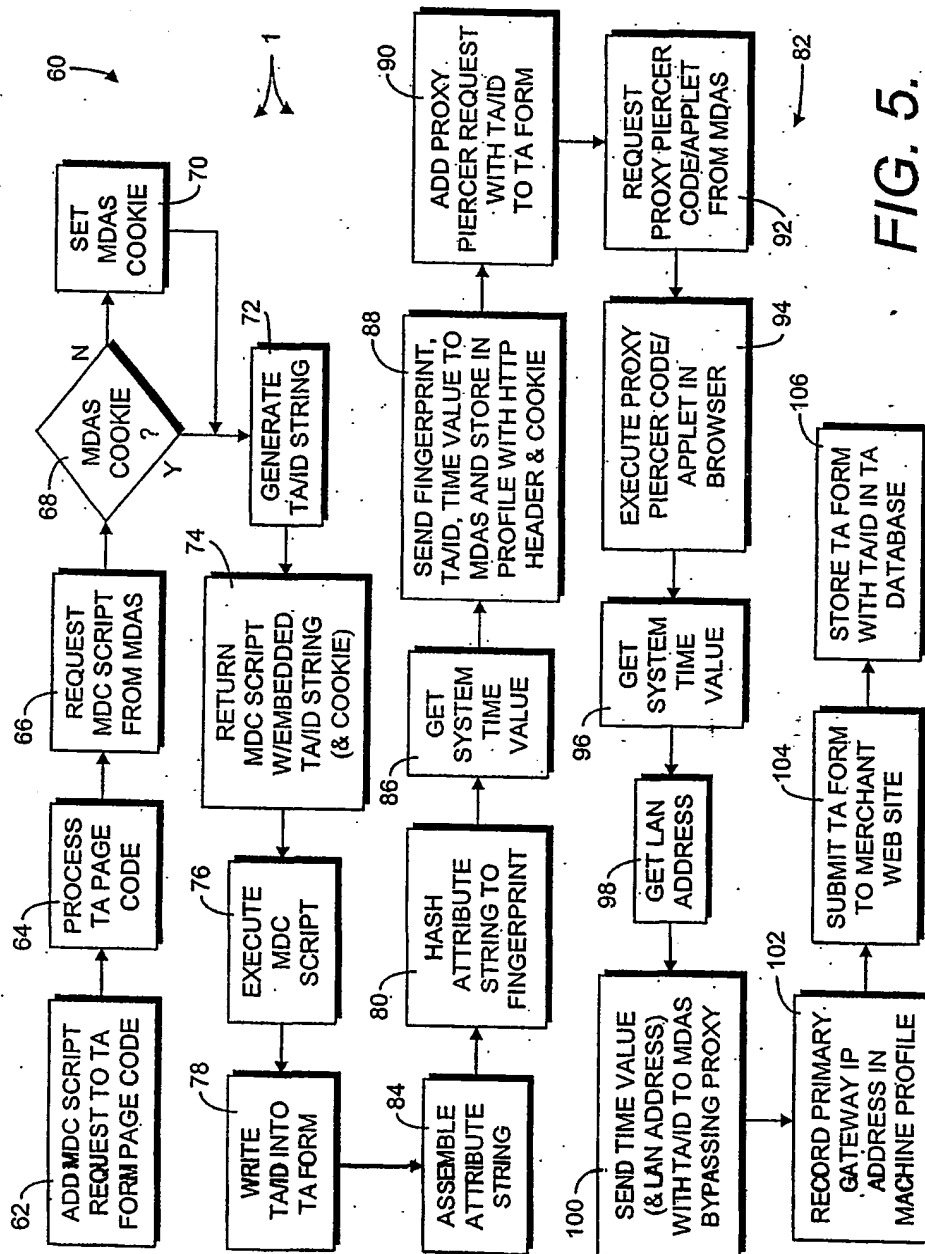 60
1
62
ADD MDC SCRIPT
REQUEST TO TA
FORM PAGE CODE
64
PROCESS
TA PAGE
CODE
66
REQUEST
MDC SCRIPT
FROM MDAS
68
MDAS
COOKIE
?
N
Y
SET
MDAS
COOKIE
70
72
GENERATE
TA/ID STRING
74
RETURN
MDC SCRIPT
W/EMBEDDED
TA/ID STRING
(& COOKIE)
76
EXECUTE
MDC
SCRIPT
78
WRITE
TA/ID INTO
TA FORM
84
ASSEMBLE
ATTRIBUTE
STRING
80
HASH
ATTRIBUTE
STRING TO
FINGERPRINT
86
GET
SYSTEM
TIME
VALUE
88
SEND FINGERPRINT,
TA/ID, TIME VALUE TO
MDAS AND STORE IN
PROFILE WITH HTTP
HEADER & COOKIE
90
ADD PROXY
PIERCER REQUEST
WITH TA/ID
TO TA FORM
REQUEST
PROXY PIERCER
CODE/APPLET
FROM MDAS
92
82
94
EXECUTE PROXY
PIERCER CODE/
APPLET IN
BROWSER
96
GET
SYSTEM
TIME
VALUE
98
GET LAN
ADDRESS
100
SEND TIME VALUE
(& LAN ADDRESS)
WITH TA/ID TO MDAS
BYPASSING PROXY
102
RECORD PRIMARY
GATEWAY IP
ADDRESS IN
MACHINE PROFILE
104
SUBMIT TA FORM
TO MERCHANT
WEB SITE
106
STORE TA FORM
WITH TA/ID IN TA
DATABASE
FIG. 5.